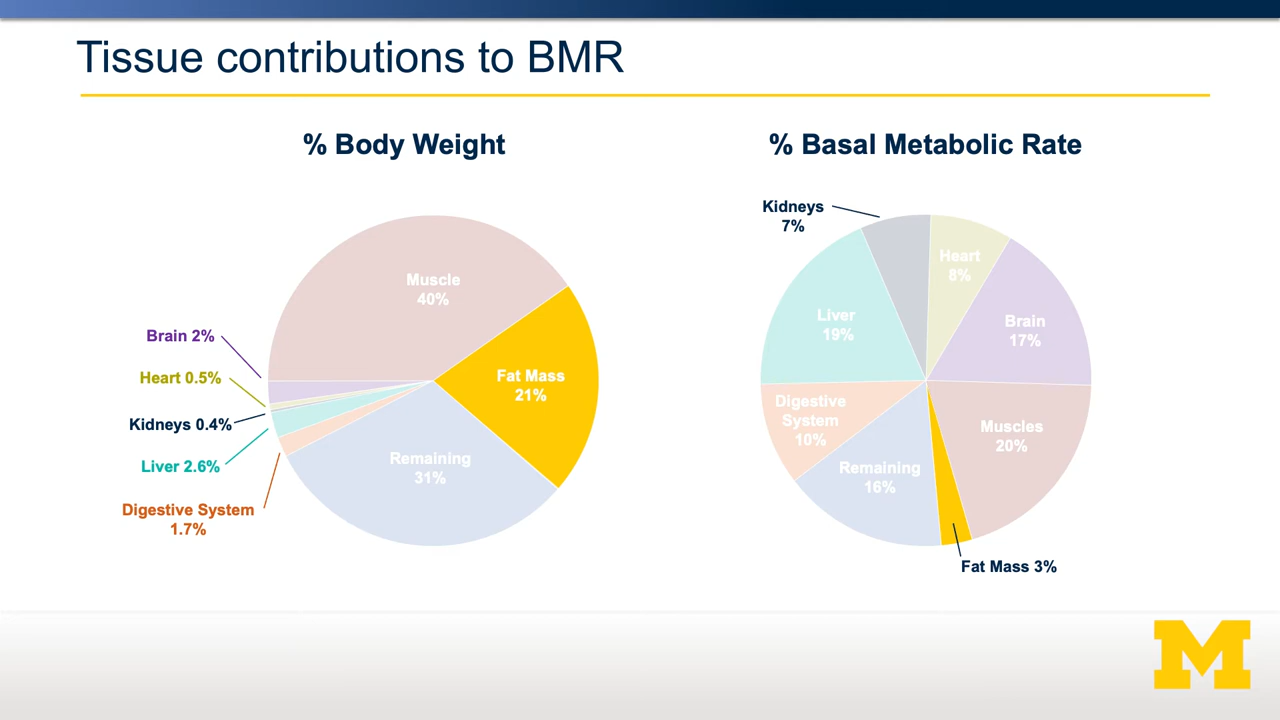 Tissue contributions to BMR
% Body Weight
Muscle
40%
Fat Mass
21%
Remaining
31%
Brain 2%
Heart 0.5%
Kidneys 0.4%
Liver 2.6%
Digestive System
1.7%
% Basal Metabolic Rate
Kidneys
7%
Heart
8%
Brain
17%
Muscles
20%
Fat Mass 3%
Remaining
16%
Digestive
System
10%
Liver
19%
M